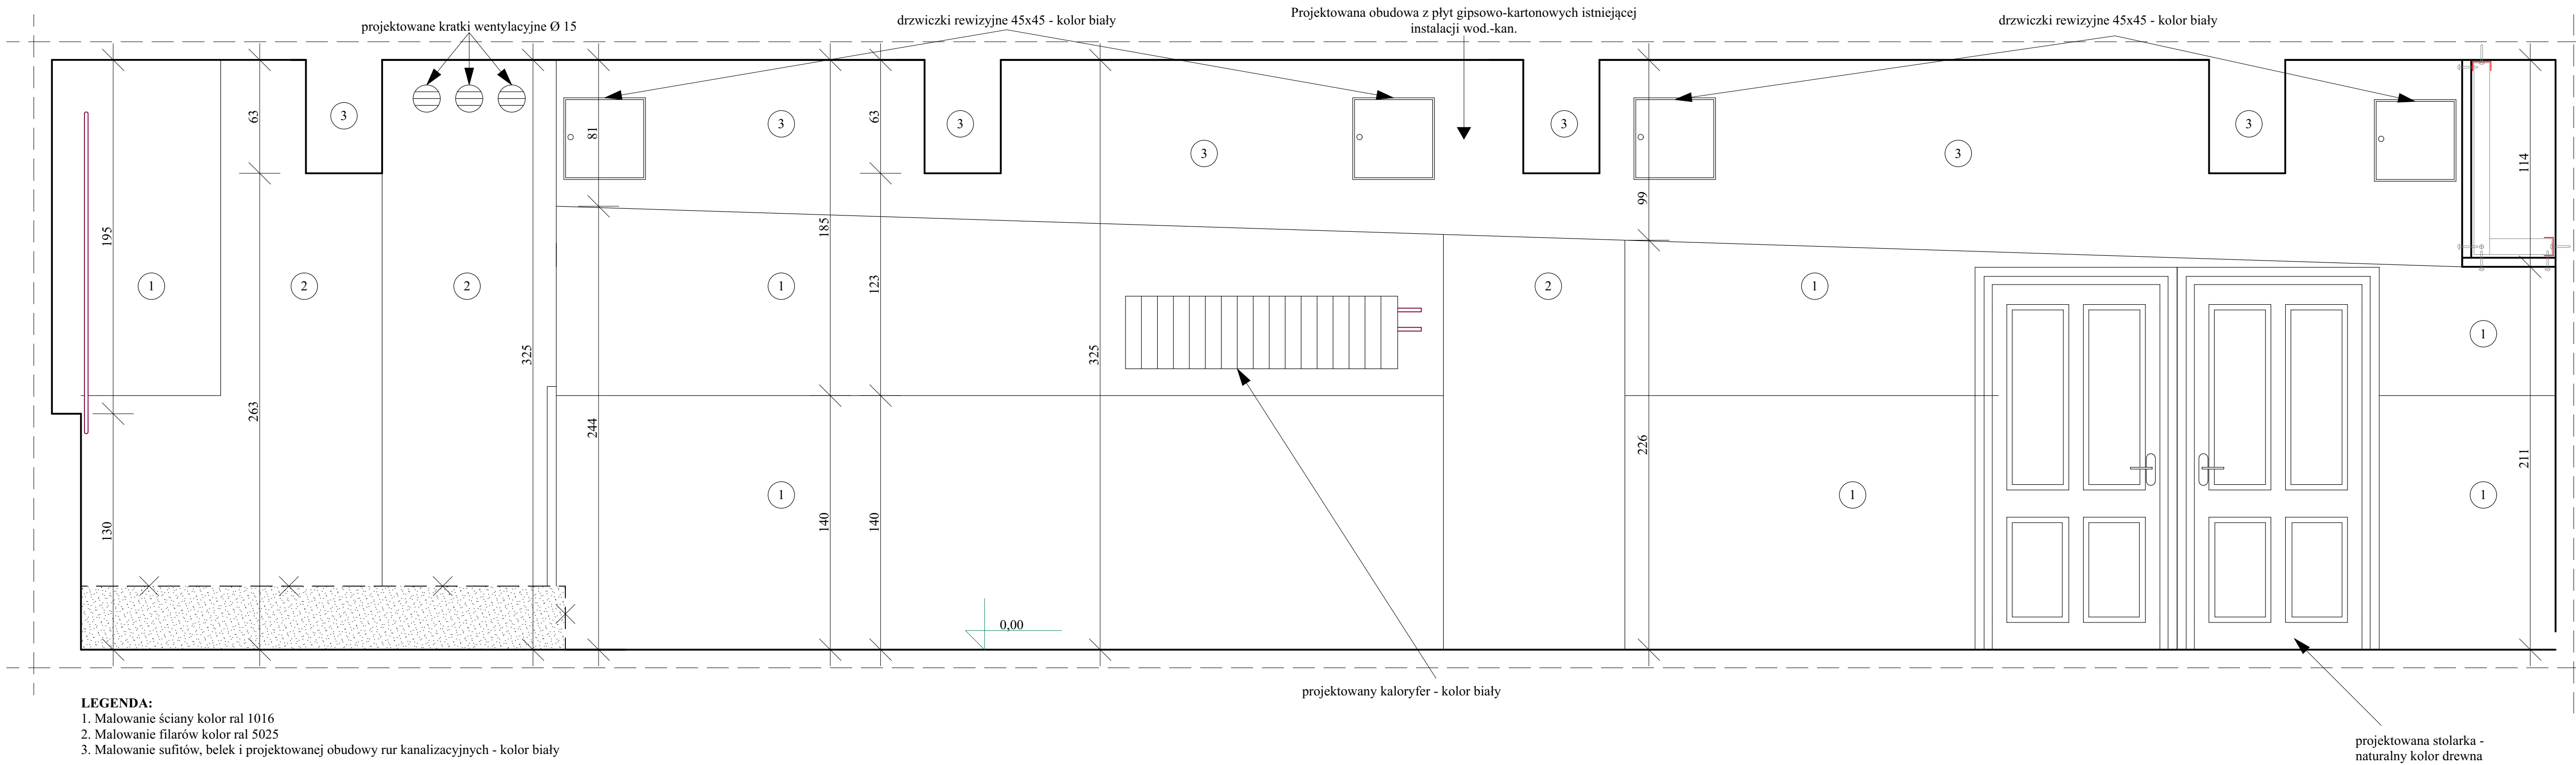 projektowane kratki wentylacyjne Ø 15
drzwiczki rewizyjne 45x45 - kolor biały
Projektowana obudowa z płyt gipsowo-kartonowych istniejącej
instalacji wod.-kan.
drzwiczki rewizyjne 45x45 - kolor biały
63
3
81
3
63
3
3
3
99
3
3
114
195
1
2
2
185
1
123
2
1
1
325
325
263
244
226
211
130
1
140
140
1
1
0,00
projektowany kaloryfer - kolor biały
projektowana stolarka -
naturalny kolor drewna
LEGENDA:
1. Malowanie ściany kolor ral 1016
2. Malowanie filarów kolor ral 5025
3. Malowanie sufitów, belek i projektowanej obudowy rur kanalizacyjnych - kolor biały